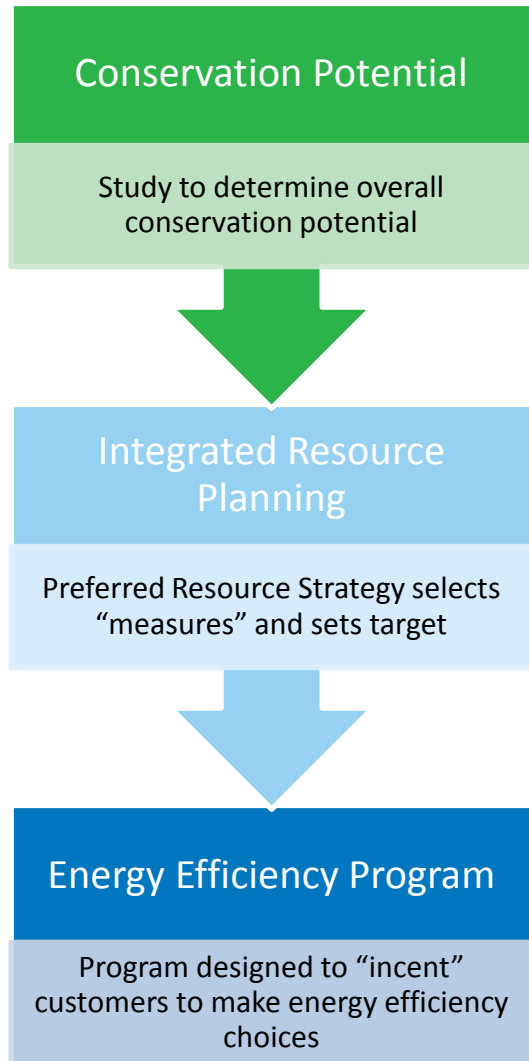 Conservation Potential
Study to determine overall
conservation potential
Integrated Resource
Planning
Preferred Resource Strategy selects
“measures” and sets target
Energy Efficiency Program
Program designed to “incent”
customers to make energy efficiency
choices